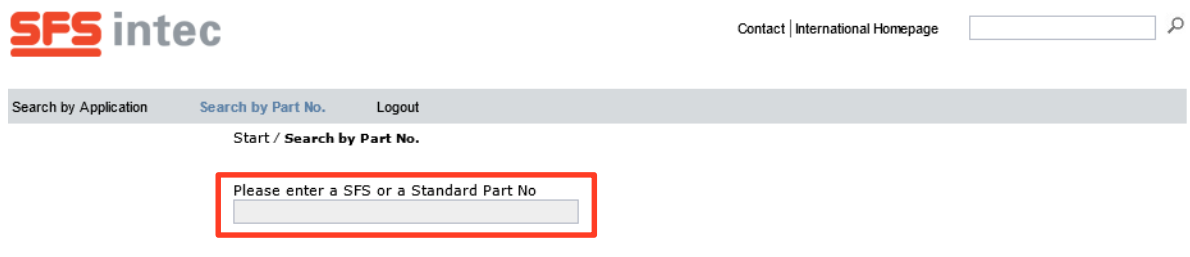 SFS intec
Contact | International Homepage
Search by Application Search by Part No. Logout
Start / Search by Part No.
Please enter a SFS or a Standard Part No